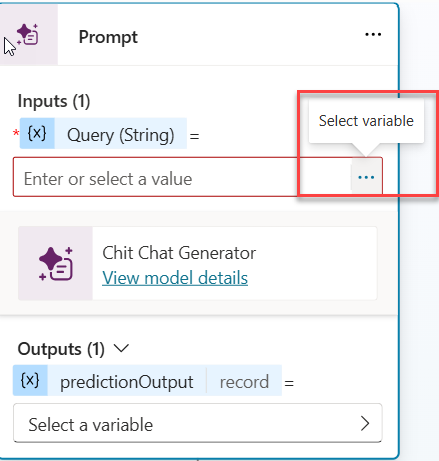 Prompt
Inputs (1)
Select variable
* {x} Query (String) =
Enter or select a value
Chit Chat Generator
View model details
Outputs (1)
{x} predictionOutput record =
Select a variable